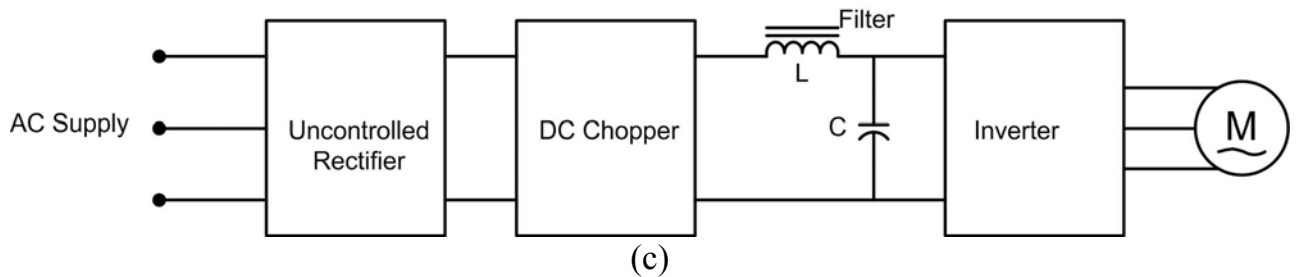 Filter
L
AC Supply
Uncontrolled
Rectifier
DC Chopper
C
Inverter
M
(c)